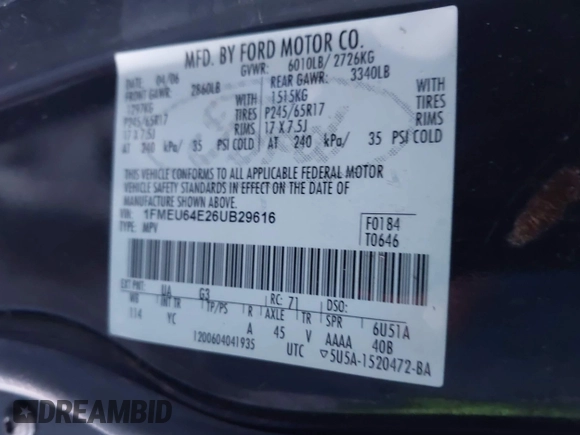 MFD. BY FORD MOTOR CO.
DATE: 04/06 GVWR: 6010LB/ 2726KG
FRONT GAWR: 2860LB REAR GAWR: 3340LB
1297KG WITH 1515KG WITH
P245/65R17 TIRES P245/65R17 TIRES
17 X 7.5J RIMS 17 X 7.5J RIMS
AT 240 kPa/ 35 PSI COLD AT 240 kPa/ 35 PSI COLD
THIS VEHICLE CONFORMS TO ALL APPLICABLE FEDERAL MOTOR
VEHICLE SAFETY STANDARDS IN EFFECT ON THE DATE OF
MANUFACTURE SHOWN ABOVE.
VIN: 1FMEU64E26UB29616 F0184
TYPE: MPV T0646
EXT PNT: UA G3 RC: 71 DSO:
WB INT TR TP/PS R AXLE TR SPR 6U51A
114 YC A 45 V AAAA 40B
1200604041935 UTC ▽5U5A-1520472-BA
DREAMBID